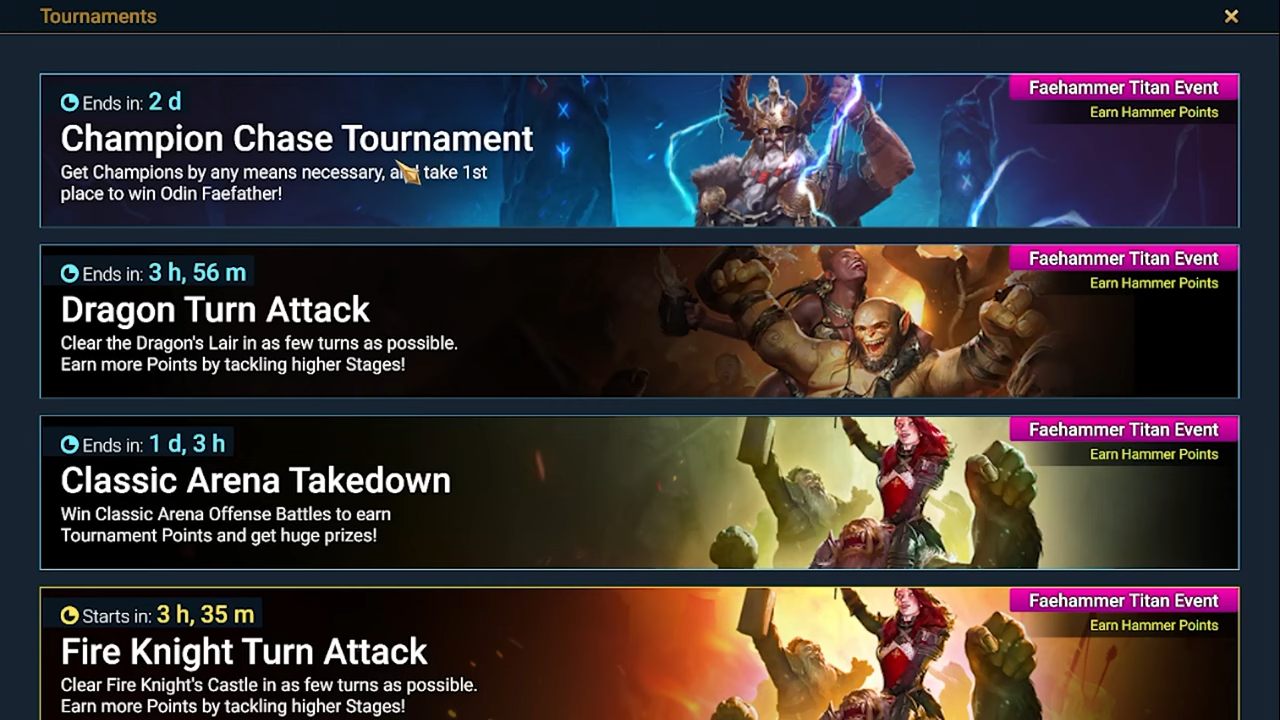 Tournaments
Ends in: 2 d
Faehammer Titan Event
Earn Hammer Points
Champion Chase Tournament
Get Champions by any means necessary, and take 1st
place to win Odin Faefather!
Ends in: 3 h, 56 m
Faehammer Titan Event
Earn Hammer Points
Dragon Turn Attack
Clear the Dragon's Lair in as few turns as possible.
Earn more Points by tackling higher Stages!
Ends in: 1 d, 3 h
Faehammer Titan Event
Earn Hammer Points
Classic Arena Takedown
Win Classic Arena Offense Battles to earn
Tournament Points and get huge prizes!
Starts in: 3 h, 35 m
Faehammer Titan Event
Earn Hammer Points
Fire Knight Turn Attack
Clear Fire Knight's Castle in as few turns as possible.
Earn more Points by tackling higher Stages!